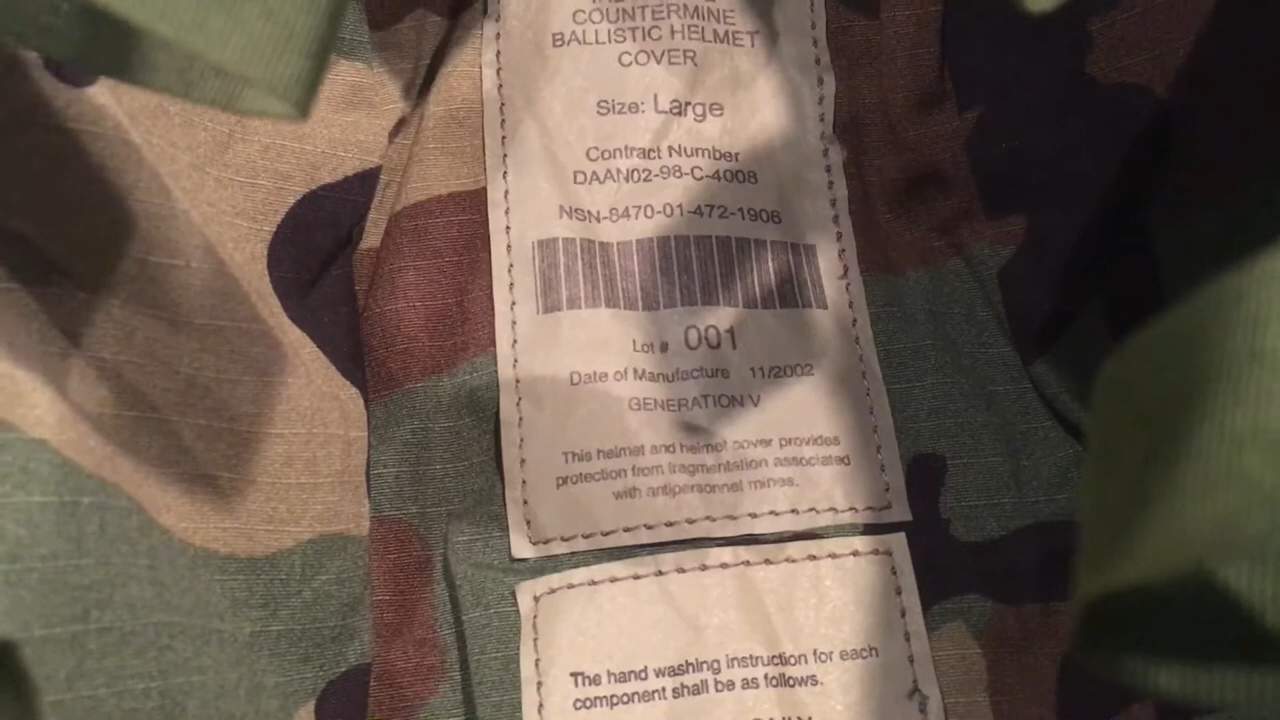 COUNTERMINE
BALLISTIC HELMET
COVER
Size: Large
Contract Number
DAAN02-98-C-4008
NSN-8470-01-472-1906
Lot # 001
Date of Manufacture 11/2002
GENERATION V
This helmet and helmet cover provides
protection from fragmentation associated
with antipersonnel mines.
The hand washing instruction for each
component shall be as follows.